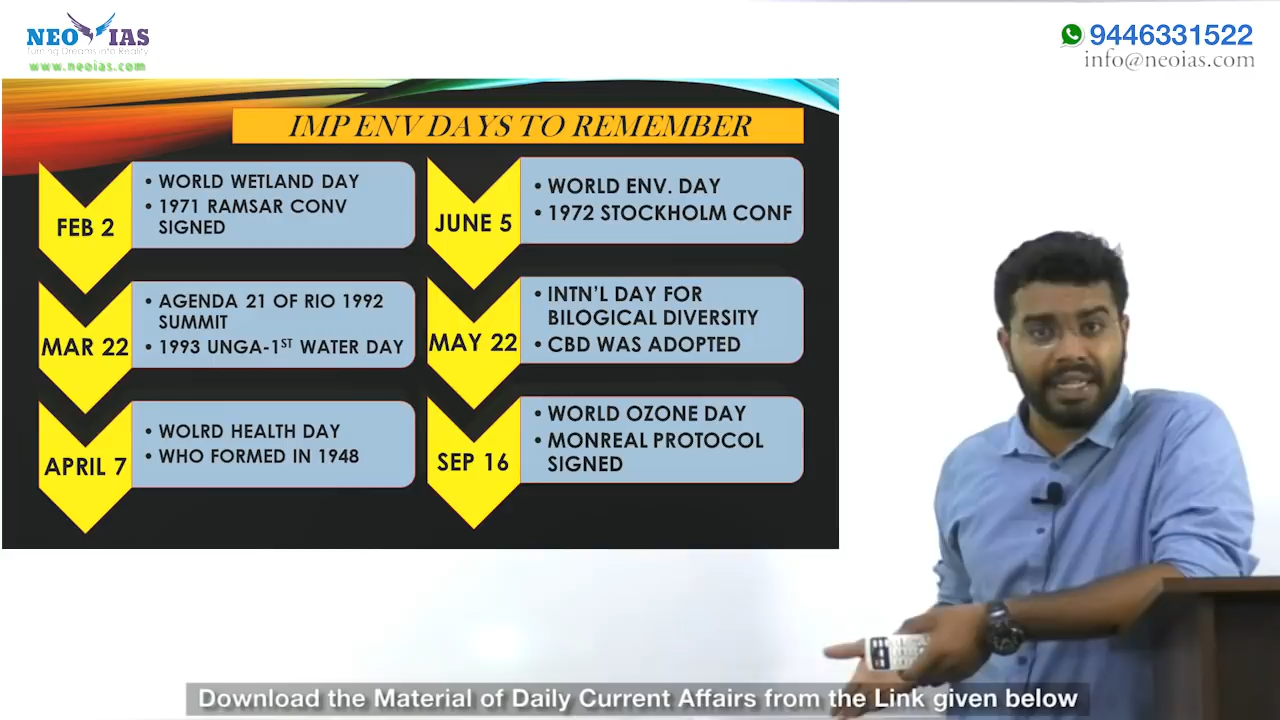 NEO IAS
Turning Dreams into Reality
www.neoias.com
9446331522
info@neoias.com
IMP ENV DAYS TO REMEMBER
FEB 2
• WORLD WETLAND DAY
• 1971 RAMSAR CONV
SIGNED
MAR 22
• AGENDA 21 OF RIO 1992
SUMMIT
• 1993 UNGA-1ST WATER DAY
APRIL 7
• WOLRD HEALTH DAY
• WHO FORMED IN 1948
JUNE 5
• WORLD ENV. DAY
• 1972 STOCKHOLM CONF
MAY 22
• INTN'L DAY FOR
BILOGICAL DIVERSITY
• CBD WAS ADOPTED
SEP 16
• WORLD OZONE DAY
• MONREAL PROTOCOL
SIGNED
Download the Material of Daily Current Affairs from the Link given below